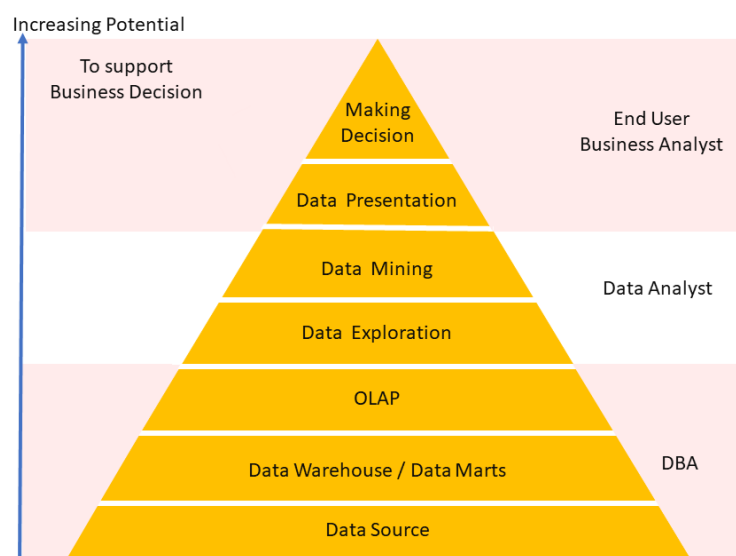 Increasing Potential
To support
Business Decision
Making
Decision
End User
Business Analyst
Data Presentation
Data Mining
Data Analyst
Data Exploration
OLAP
Data Warehouse / Data Marts
DBA
Data Source